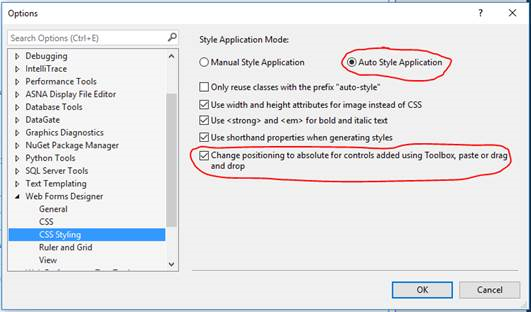 Options
Search Options (Ctrl+E)
Debugging
IntelliTrace
Performance Tools
ASNA Display File Editor
Database Tools
DataGate
Graphics Diagnostics
NuGet Package Manager
Python Tools
SQL Server Tools
Text Templating
Web Forms Designer
General
CSS
CSS Styling
Ruler and Grid
View
Style Application Mode:
Manual Style Application
Auto Style Application
Only reuse classes with the prefix "auto-style"
Use width and height attributes for image instead of CSS
Use <strong> and <em> for bold and italic text
Use shorthand properties when generating styles
Change positioning to absolute for controls added using Toolbox, paste or drag
and drop
OK
Cancel